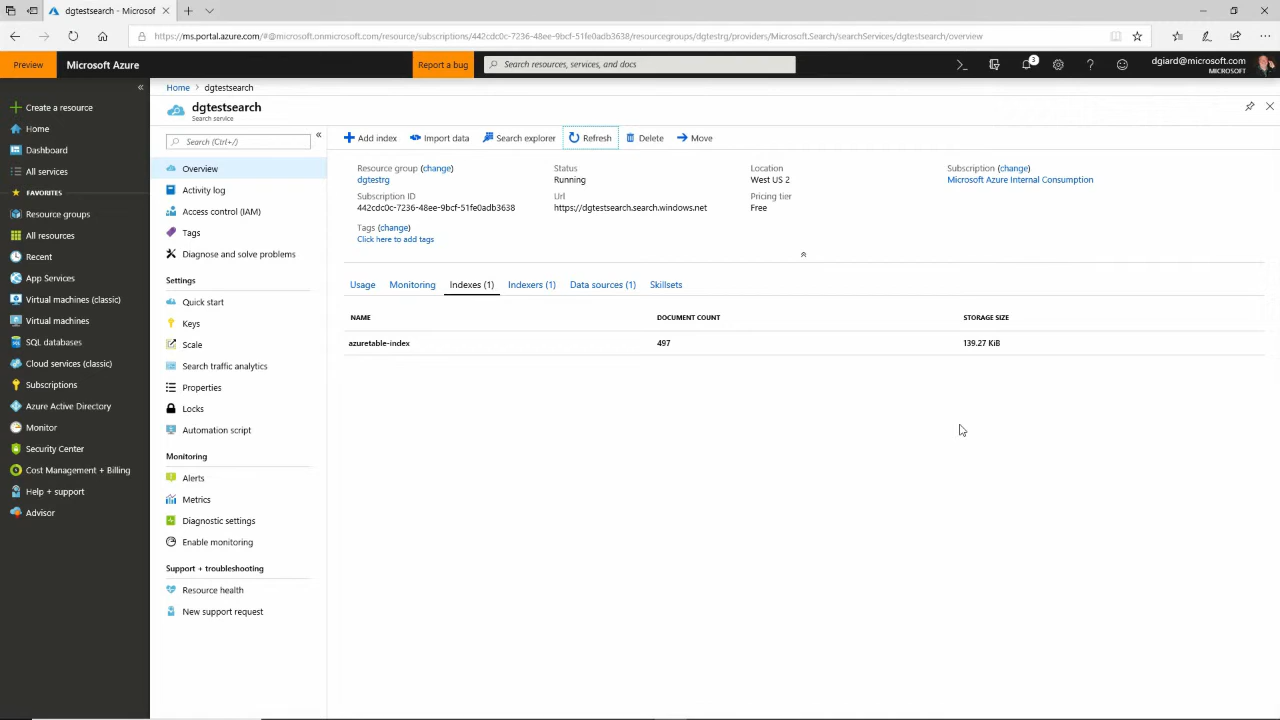 dgtestsearch - Microsof
https://ms.portal.azure.com/#@microsoft.onmicrosoft.com/resource/subscriptions/442cdc0c-7236-48ee-9bcf-51fe0adb3638/resourcegroups/dgtestrg/providers/Microsoft.Search/searchServices/dgtestsearch/overview
Preview Microsoft Azure Report a bug Search resources, services, and docs 3 dgiard@microsoft.com
MICROSOFT
Create a resource
Home
Dashboard
All services
FAVORITES
Resource groups
All resources
Recent
App Services
Virtual machines (classic)
Virtual machines
SQL databases
Cloud services (classic)
Subscriptions
Azure Active Directory
Monitor
Security Center
Cost Management + Billing
Help + support
Advisor
Home dgtestsearch
dgtestsearch
Search service
Search (Ctrl+/)
Overview
Activity log
Access control (IAM)
Tags
Diagnose and solve problems
Settings
Quick start
Keys
Scale
Search traffic analytics
Properties
Locks
Automation script
Monitoring
Alerts
Metrics
Diagnostic settings
Enable monitoring
Support + troubleshooting
Resource health
New support request
Add index Import data Search explorer Refresh Delete Move
Resource group (change)
dgtestrg
Subscription ID
442cdc0c-7236-48ee-9bcf-51fe0adb3638
Tags (change)
Click here to add tags
Status
Running
Url
https://dgtestsearch.search.windows.net
Location
West US 2
Pricing tier
Free
Subscription (change)
Microsoft Azure Internal Consumption
Usage Monitoring Indexes (1) Indexers (1) Data sources (1) Skillsets
NAME DOCUMENT COUNT STORAGE SIZE
azuretable-index 497 139.27 KiB